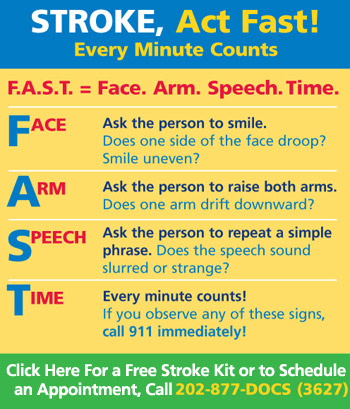 STROKE, Act Fast!
Every Minute Counts
F.A.S.T. = Face. Arm. Speech. Time.
FACE
Ask the person to smile.
Does one side of the face droop?
Smile uneven?
ARM
Ask the person to raise both arms.
Does one arm drift downward?
SPEECH
Ask the person to repeat a simple
phrase. Does the speech sound
slurred or strange?
TIME
Every minute counts!
If you observe any of these signs,
call 911 immediately!
Click Here For a Free Stroke Kit or to Schedule
an Appointment, Call 202-877-DOCS (3627)